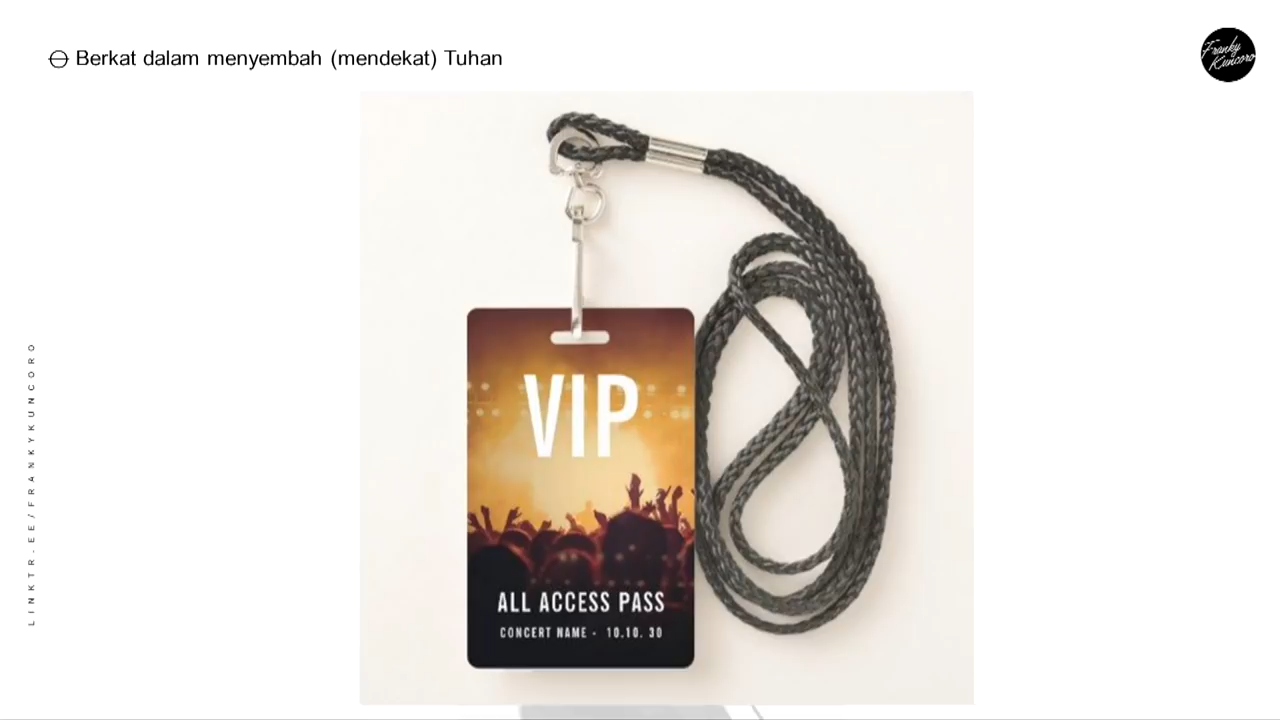 Berkat dalam menyembah (mendekat) Tuhan
Franky
Kuncoro
VIP
ALL ACCESS PASS
CONCERT NAME - 10.10. 30
LINKTR.EE/FRANKYKUNCORO